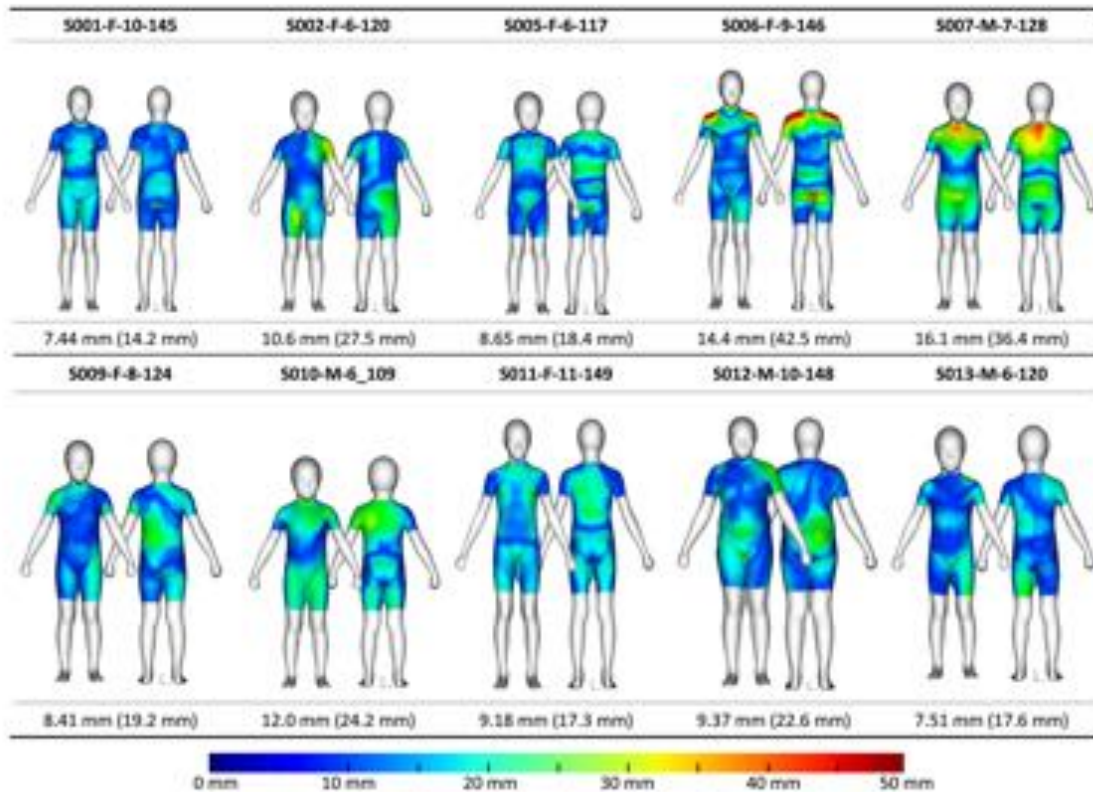 S001-F-10-145 S002-F-6-120 S005-F-6-117 S006-F-9-146 S007-M-7-128
7.44 mm (14.2 mm) 10.6 mm (27.5 mm) 8.65 mm (18.4 mm) 14.4 mm (42.5 mm) 16.1 mm (36.4 mm)
S009-F-8-124 S010-M-6_109 S011-F-11-149 S012-M-10-148 S013-M-6-120
8.41 mm (19.2 mm) 12.0 mm (24.2 mm) 9.18 mm (17.3 mm) 9.37 mm (22.6 mm) 7.51 mm (17.6 mm)
0 mm 10 mm 20 mm 30 mm 40 mm 50 mm